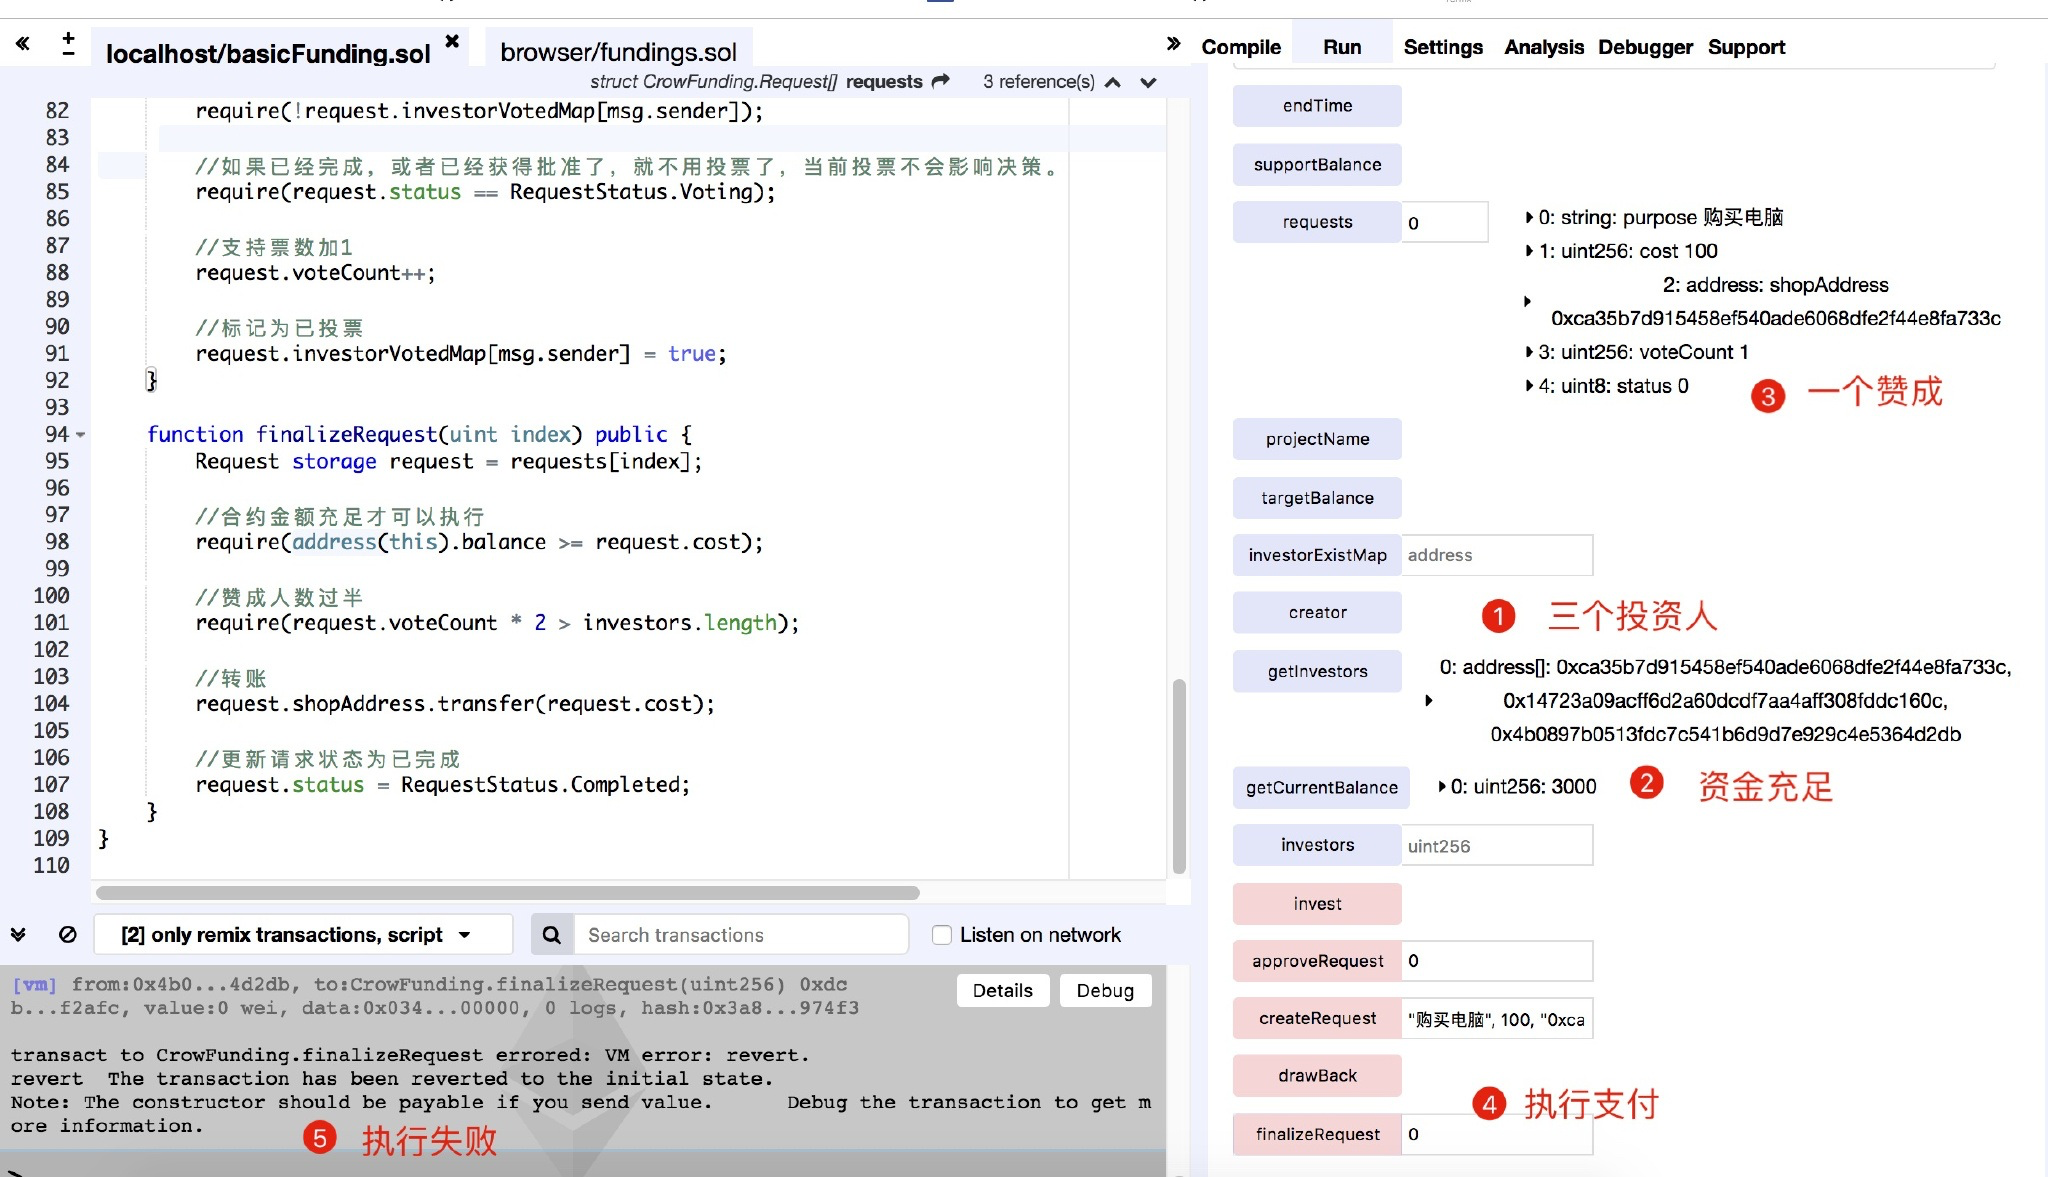 localhost/basicFunding.sol
browser/fundings.sol
struct CrowFunding.Request[] requests 3 reference(s)
82 require(!request.investorVotedMap[msg.sender]);
83
84 //如果已经完成，或者已经获得批准了，就不用投票了，当前投票不会影响决策。
85 require(request.status == RequestStatus.Voting);
86
87 //支持票数加1
88 request.voteCount++;
89
90 //标记为已投票
91 request.investorVotedMap[msg.sender] = true;
92 }
93
94 function finalizeRequest(uint index) public {
95 Request storage request = requests[index];
96
97 //合约金额充足才可以执行
98 require(address(this).balance >= request.cost);
99
100 //赞成人数过半
101 require(request.voteCount * 2 > investors.length);
102
103 //转账
104 request.shopAddress.transfer(request.cost);
105
106 //更新请求状态为已完成
107 request.status = RequestStatus.Completed;
108 }
109 }
110
[2] only remix transactions, script
Search transactions
Listen on network
[vm] from:0x4b0...4d2db, to:CrowFunding.finalizeRequest(uint256) 0xdc
b...f2afc, value:0 wei, data:0x034...00000, 0 logs, hash:0x3a8...974f3
Details
Debug
transact to CrowFunding.finalizeRequest errored: VM error: revert.
revert The transaction has been reverted to the initial state.
Note: The constructor should be payable if you send value. Debug the transaction to get m
ore information.
5 执行失败
Compile Run Settings Analysis Debugger Support
endTime
supportBalance
requests 0
0: string: purpose 购买电脑
1: uint256: cost 100
2: address: shopAddress
0xca35b7d915458ef540ade6068dfe2f44e8fa733c
3: uint256: voteCount 1
4: uint8: status 0
3 一个赞成
projectName
targetBalance
investorExistMap address
creator
1 三个投资人
getInvestors
0: address[]: 0xca35b7d915458ef540ade6068dfe2f44e8fa733c,
0x14723a09acff6d2a60dcdf7aa4aff308fddc160c,
0x4b0897b0513fdc7c541b6d9d7e929c4e5364d2db
getCurrentBalance 0: uint256: 3000
2 资金充足
investors uint256
invest
approveRequest 0
createRequest "购买电脑", 100, "0xca
drawBack
4 执行支付
finalizeRequest 0